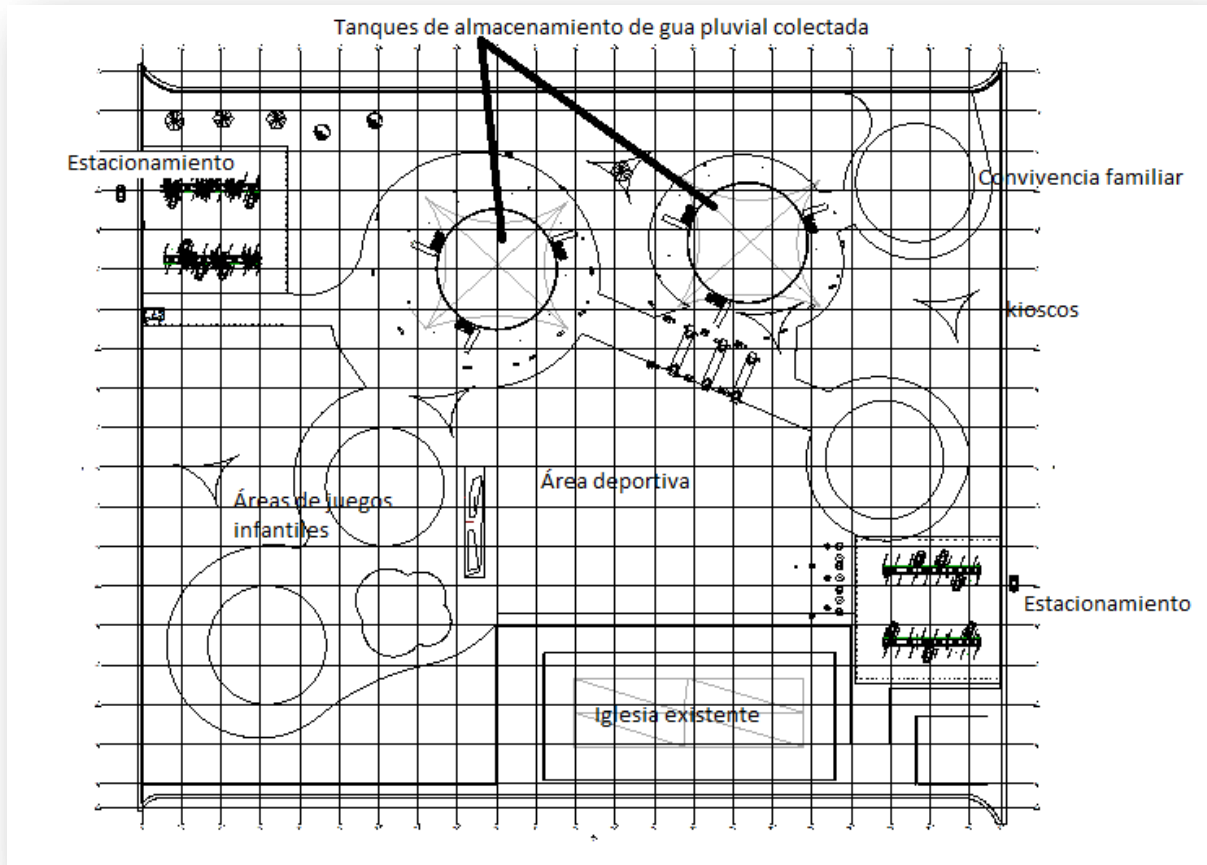 Tanques de almacenamiento de gua pluvial colectada
Estacionamiento
Convivencia familiar
kioscos
Área deportiva
Áreas de juegos
infantiles
Estacionamiento
Iglesia existente